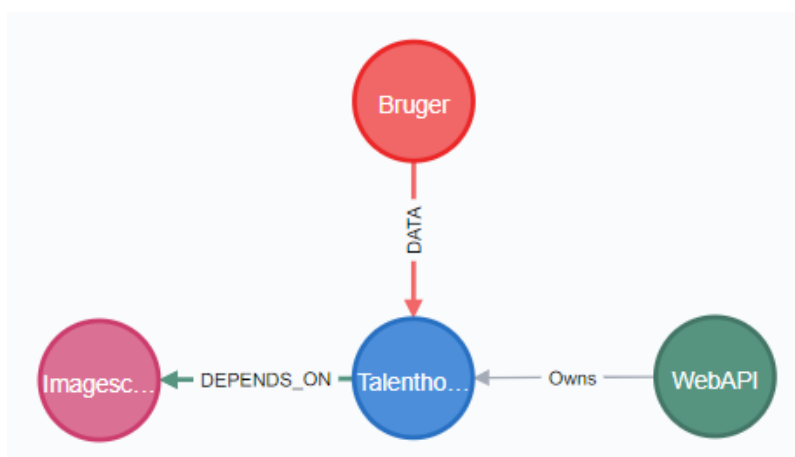 Bruger
DATA
Imagesc...
DEPENDS_ON
Talentho...
Owns
WebAPI